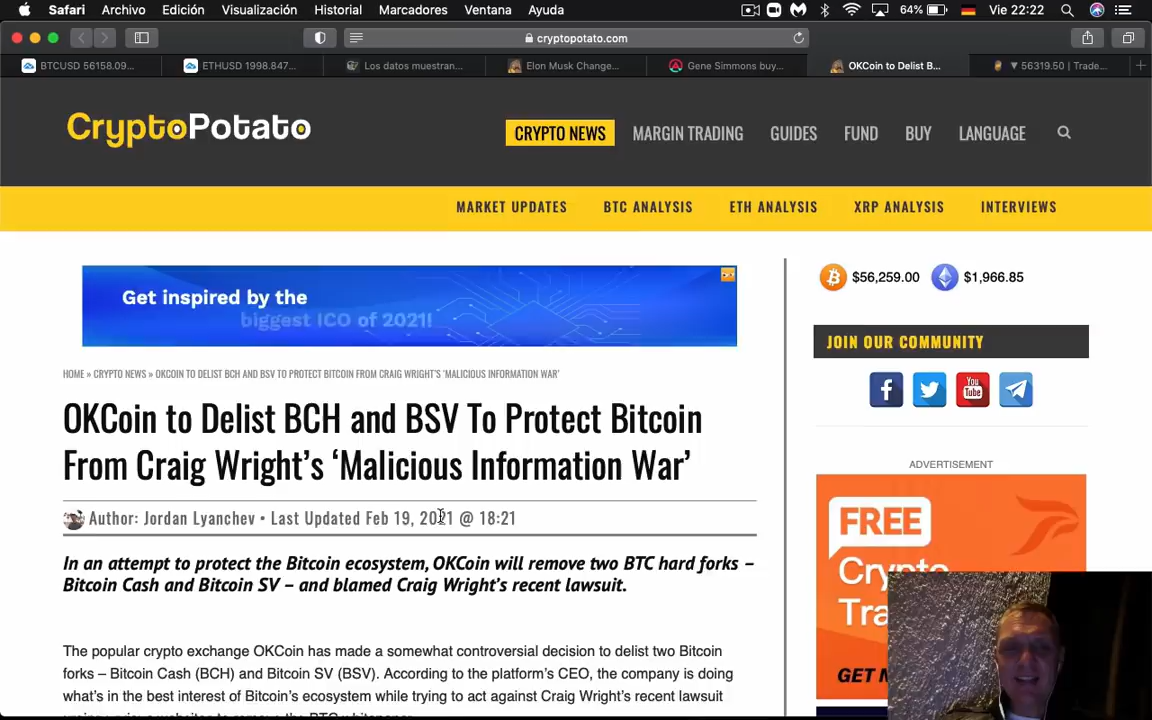 Safari Archivo Edición Visualización Historial Marcadores Ventana Ayuda 64% Vie 22:22
cryptopotato.com
BTCUSD 56158.09... ETHUSD 1998.847... Los datos muestran... Elon Musk Change... Gene Simmons buy... OKCoin to Delist B... ▼ 56319.50 | Trade... +
CryptoPotato
CRYPTO NEWS MARGIN TRADING GUIDES FUND BUY LANGUAGE
MARKET UPDATES BTC ANALYSIS ETH ANALYSIS XRP ANALYSIS INTERVIEWS
Get inspired by the
biggest ICO of 2021!
$56,259.00 $1,966.85
JOIN OUR COMMUNITY
You
Tube
HOME » CRYPTO NEWS » OKCOIN TO DELIST BCH AND BSV TO PROTECT BITCOIN FROM CRAIG WRIGHT'S 'MALICIOUS INFORMATION WAR'
OKCoin to Delist BCH and BSV To Protect Bitcoin
From Craig Wright's 'Malicious Information War'
Author: Jordan Lyanchev • Last Updated Feb 19, 2021 @ 18:21
In an attempt to protect the Bitcoin ecosystem, OKCoin will remove two BTC hard forks –
Bitcoin Cash and Bitcoin SV – and blamed Craig Wright's recent lawsuit.
The popular crypto exchange OKCoin has made a somewhat controversial decision to delist two Bitcoin
forks – Bitcoin Cash (BCH) and Bitcoin SV (BSV). According to the platform's CEO, the company is doing
what's in the best interest of Bitcoin's ecosystem while trying to act against Craig Wright's recent lawsuit
ADVERTISEMENT
FREE
Crypto
Tra
GET